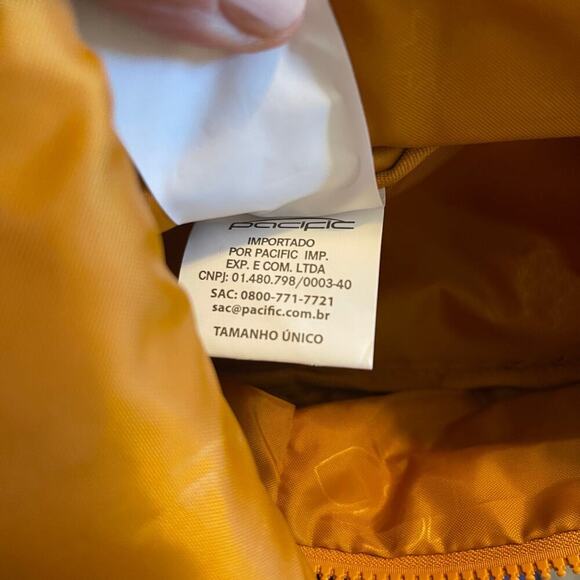 pacific
IMPORTADO
POR PACIFIC IMP.
EXP. E COM. LTDA
CNPJ: 01.480.798/0003-40
SAC: 0800-771-7721
sac@pacific.com.br
TAMANHO ÚNICO